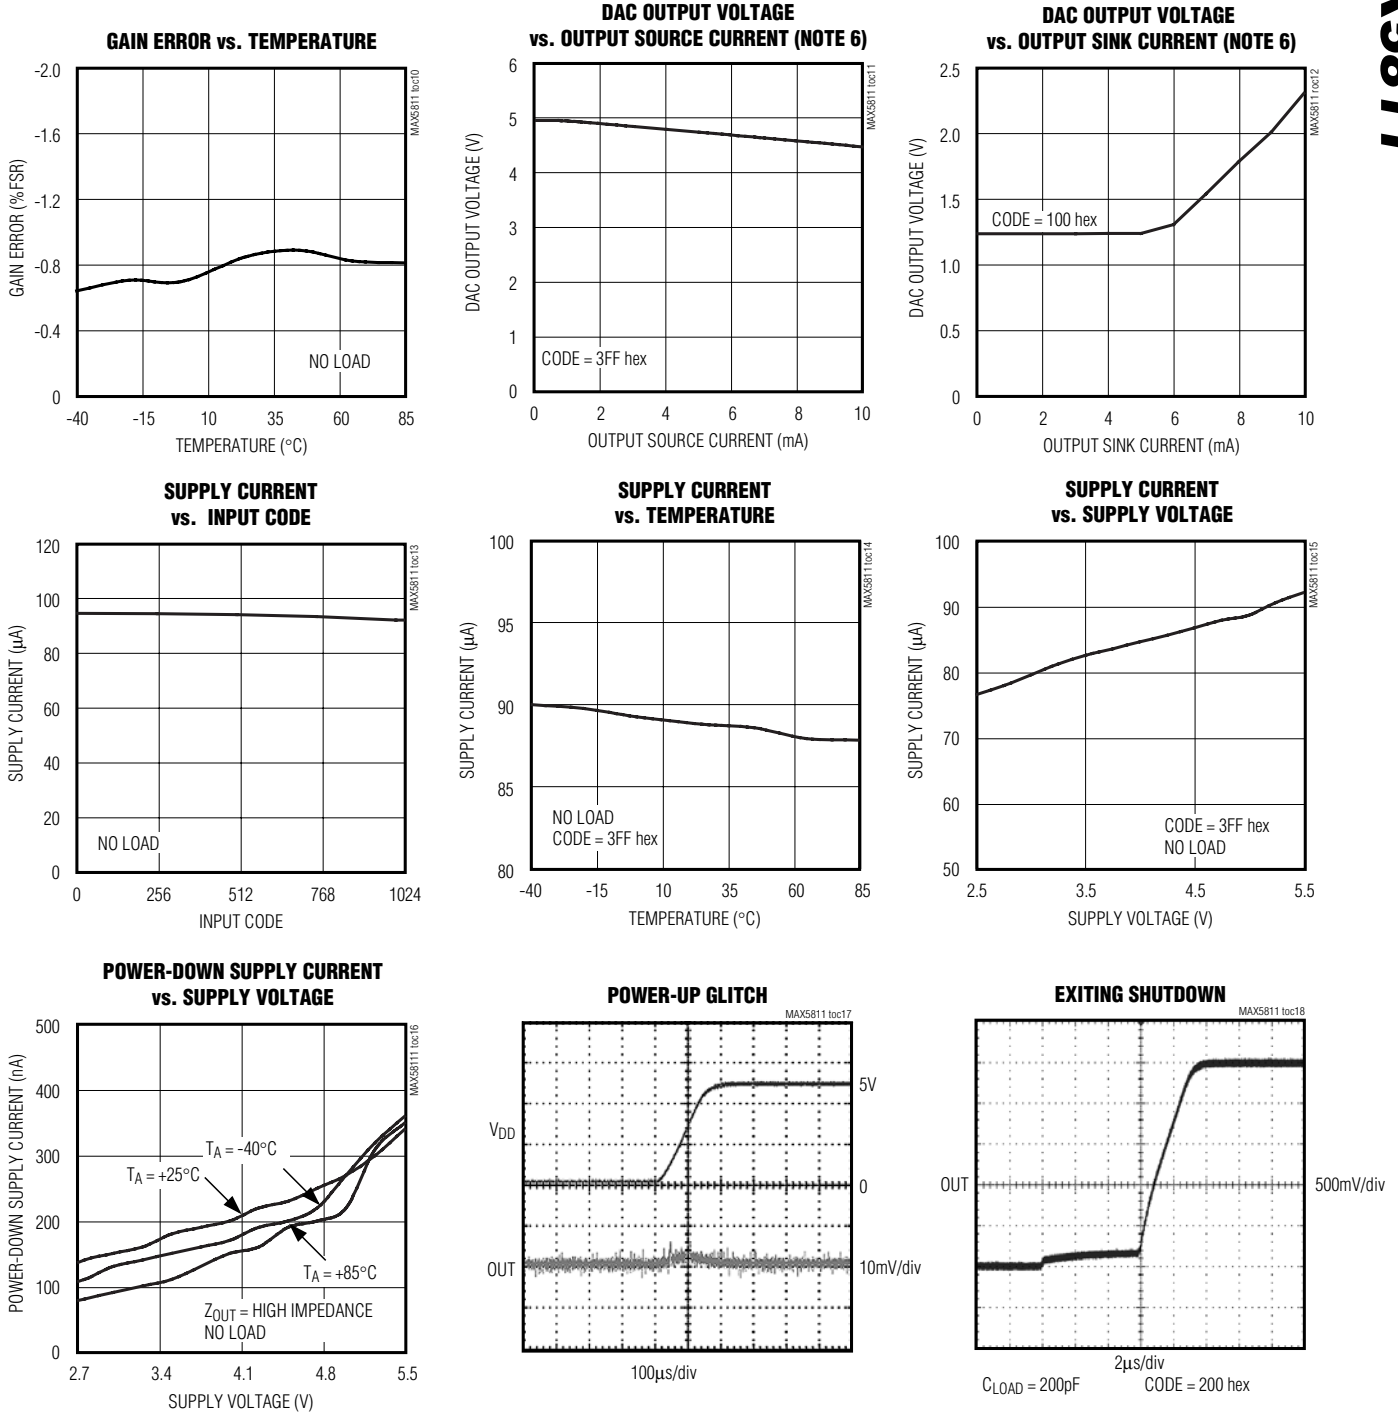 GAIN ERROR vs. TEMPERATURE
MAX5811 toc10
GAIN ERROR (%FSR)
-2.0
-1.6
-1.2
-0.8
-0.4
0
NO LOAD
-40 -15 10 35 60 85
TEMPERATURE (°C)
DAC OUTPUT VOLTAGE
vs. OUTPUT SOURCE CURRENT (NOTE 6)
MAX5811 toc11
DAC OUTPUT VOLTAGE (V)
6
5
4
3
2
1
0
CODE = 3FF hex
0 2 4 6 8 10
OUTPUT SOURCE CURRENT (mA)
DAC OUTPUT VOLTAGE
vs. OUTPUT SINK CURRENT (NOTE 6)
MAX5811 toc12
DAC OUTPUT VOLTAGE (V)
2.5
2.0
1.5
1.0
0.5
0
CODE = 100 hex
0 2 4 6 8 10
OUTPUT SINK CURRENT (mA)
SUPPLY CURRENT
vs. INPUT CODE
MAX5811 toc13
SUPPLY CURRENT (µA)
120
100
80
60
40
20
0
NO LOAD
0 256 512 768 1024
INPUT CODE
SUPPLY CURRENT
vs. TEMPERATURE
MAX5811 toc14
SUPPLY CURRENT (µA)
100
95
90
85
80
NO LOAD
CODE = 3FF hex
-40 -15 10 35 60 85
TEMPERATURE (°C)
SUPPLY CURRENT
vs. SUPPLY VOLTAGE
MAX5811 toc15
SUPPLY CURRENT (µA)
100
90
80
70
60
50
CODE = 3FF hex
NO LOAD
2.5 3.5 4.5 5.5
SUPPLY VOLTAGE (V)
POWER-DOWN SUPPLY CURRENT
vs. SUPPLY VOLTAGE
MAX58111 toc16
POWER-DOWN SUPPLY CURRENT (nA)
500
400
300
200
100
0
TA = -40°C
TA = +25°C
TA = +85°C
ZOUT = HIGH IMPEDANCE
NO LOAD
2.7 3.4 4.1 4.8 5.5
SUPPLY VOLTAGE (V)
POWER-UP GLITCH
MAX5811 toc17
5V
VDD
0
OUT
10mV/div
100µs/div
EXITING SHUTDOWN
MAX5811 toc18
OUT
500mV/div
2µs/div
CLOAD = 200pF CODE = 200 hex